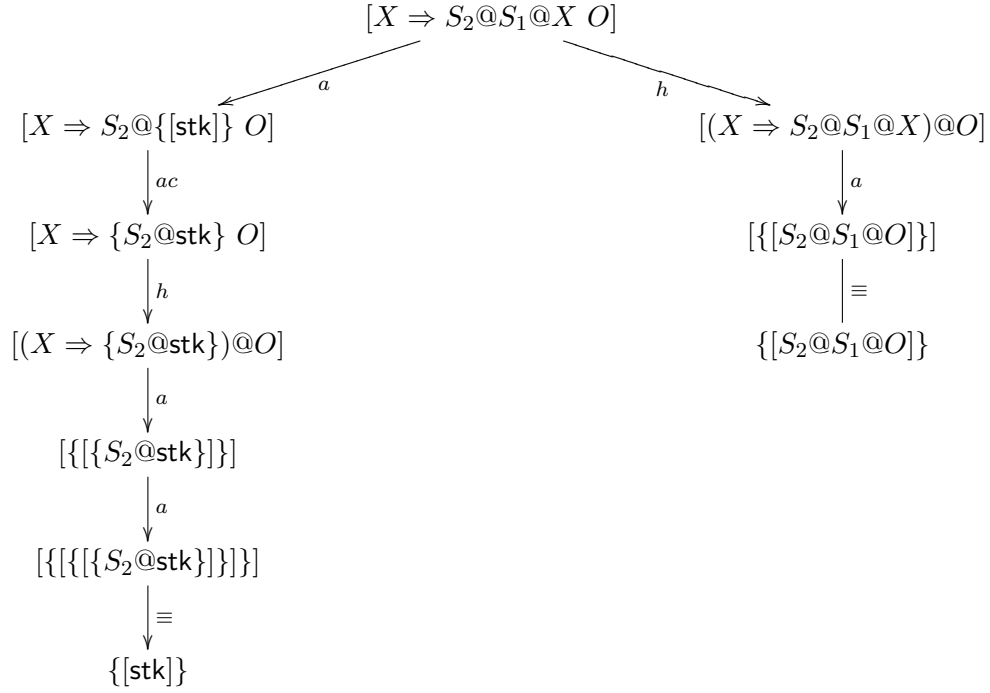 [X ⇒ S₂@S₁@X O]
a h
[X ⇒ S₂@{[stk]} O] [(X ⇒ S₂@S₁@X)@O]
ac a
[X ⇒ {S₂@stk} O] [{[S₂@S₁@O]}]
h ≡
[(X ⇒ {S₂@stk})@O] {[S₂@S₁@O]}
a
[{[{S₂@stk}]}]
a
[{[{[{S₂@stk}]}]}]
≡
{[stk]}